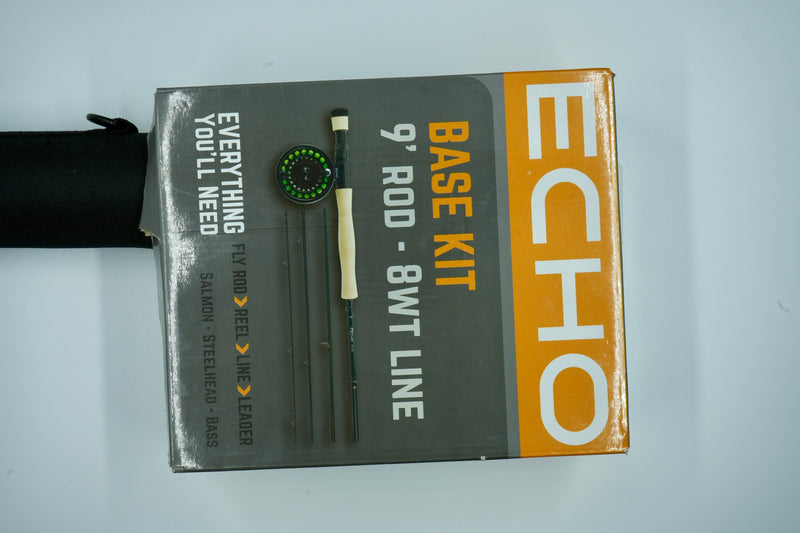 ECHO
BASE KIT
9' ROD - 8WT LINE
EVERYTHING
YOU'LL NEED
FLY ROD > REEL > LINE > LEADER
SALMON - STEELHEAD - BASS